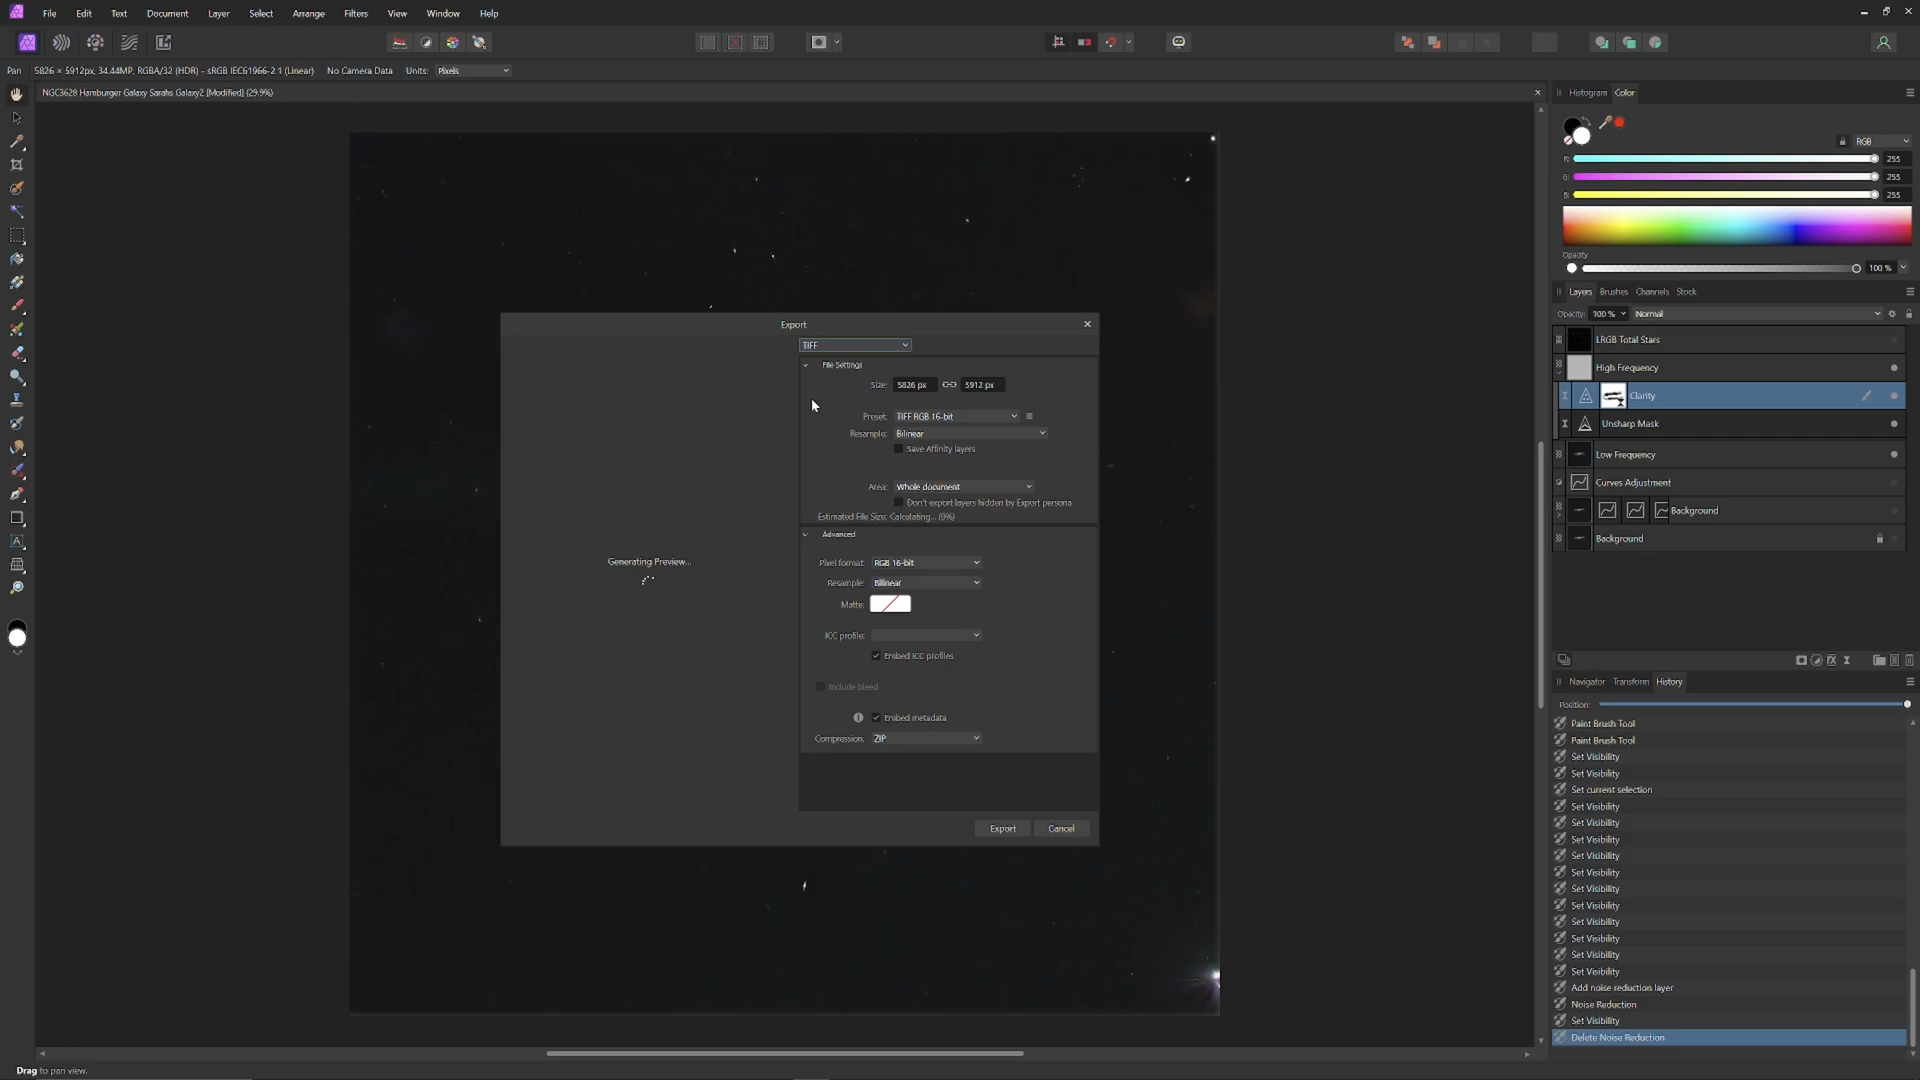 File Edit Text Document Layer Select Arrange Filters View Window Help
Pan 5826 × 5912px, 34.44MP, RGBA/32 (HDR) - sRGB IEC61966-2.1 (Linear) No Camera Data Units: Pixels
NGC3628 Hamburger Galaxy Sarahs Galaxy2 [Modified] (29.9%)
Histogram Color
RGB
R: 255
G: 255
B: 255
Opacity
100 %
Layers Brushes Channels Stock
Opacity: 100 % Normal
LRGB Total Stars
High Frequency
Clarity
Unsharp Mask
Low Frequency
Curves Adjustment
Background
Background
Navigator Transform History
Position:
Paint Brush Tool
Paint Brush Tool
Set Visibility
Set Visibility
Set current selection
Set Visibility
Set Visibility
Set Visibility
Set Visibility
Set Visibility
Set Visibility
Set Visibility
Set Visibility
Set Visibility
Set Visibility
Set Visibility
Add noise reduction layer
Noise Reduction
Set Visibility
Delete Noise Reduction
Export
TIFF
File Settings
Size: 5826 px 5912 px
Preset: TIFF RGB 16-bit
Resample: Bilinear
Save Affinity layers
Area: Whole document
Don't export layers hidden by Export persona
Estimated File Size: Calculating... (0%)
Advanced
Generating Preview...
Pixel format: RGB 16-bit
Resample: Bilinear
Matte:
ICC profile:
Embed ICC profiles
Include bleed
Embed metadata
Compression: ZIP
Export Cancel
Drag to pan view.